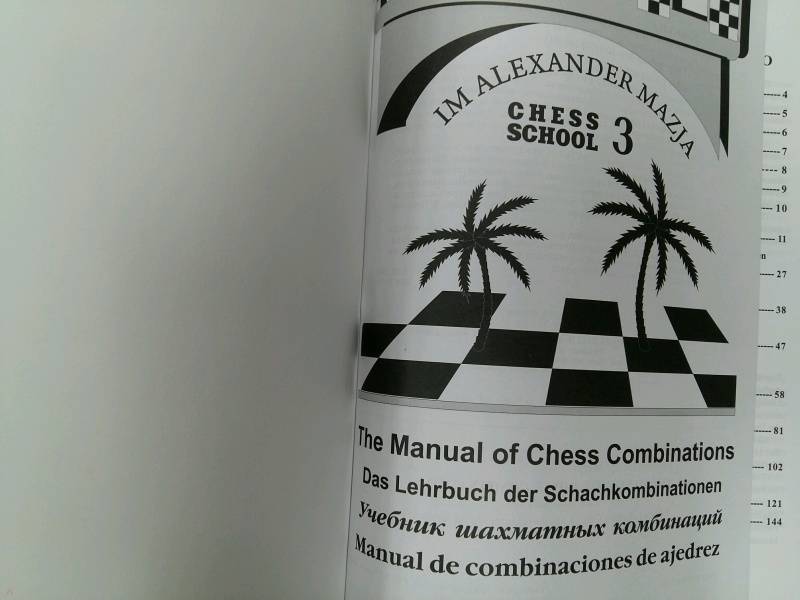 IM ALEXANDER MAZJA
CHESS
SCHOOL 3
The Manual of Chess Combinations
Das Lehrbuch der Schachkombinationen
Учебник шахматных комбинаций
Manual de combinaciones de ajedrez
O
----- 4
----- 5
----- 6
----- 7
----- 8
----- 9
---- 10
---- 11
n
---- 27
---- 38
---- 47
----- 58
---- 81
---- 102
---- 121
---- 144